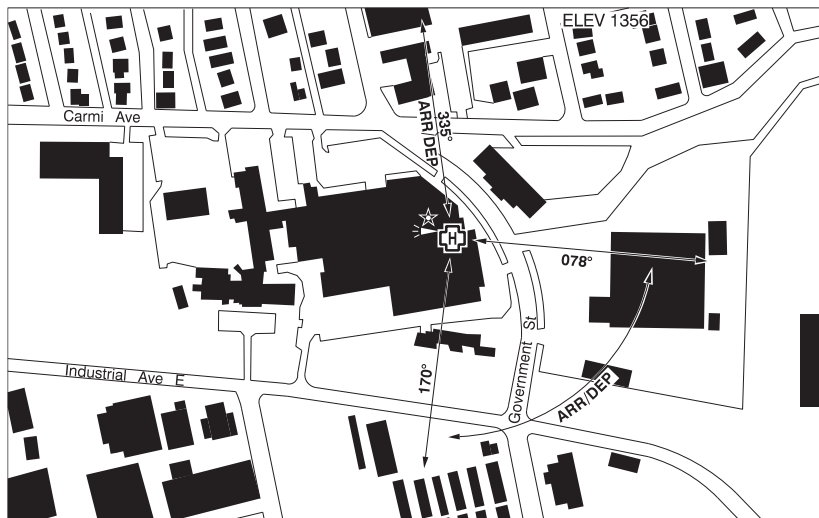 ELEV 1356
Carmi Ave
335°
ARR/DEP
H
078°
170°
Government St
Industrial Ave E
ARR/DEP